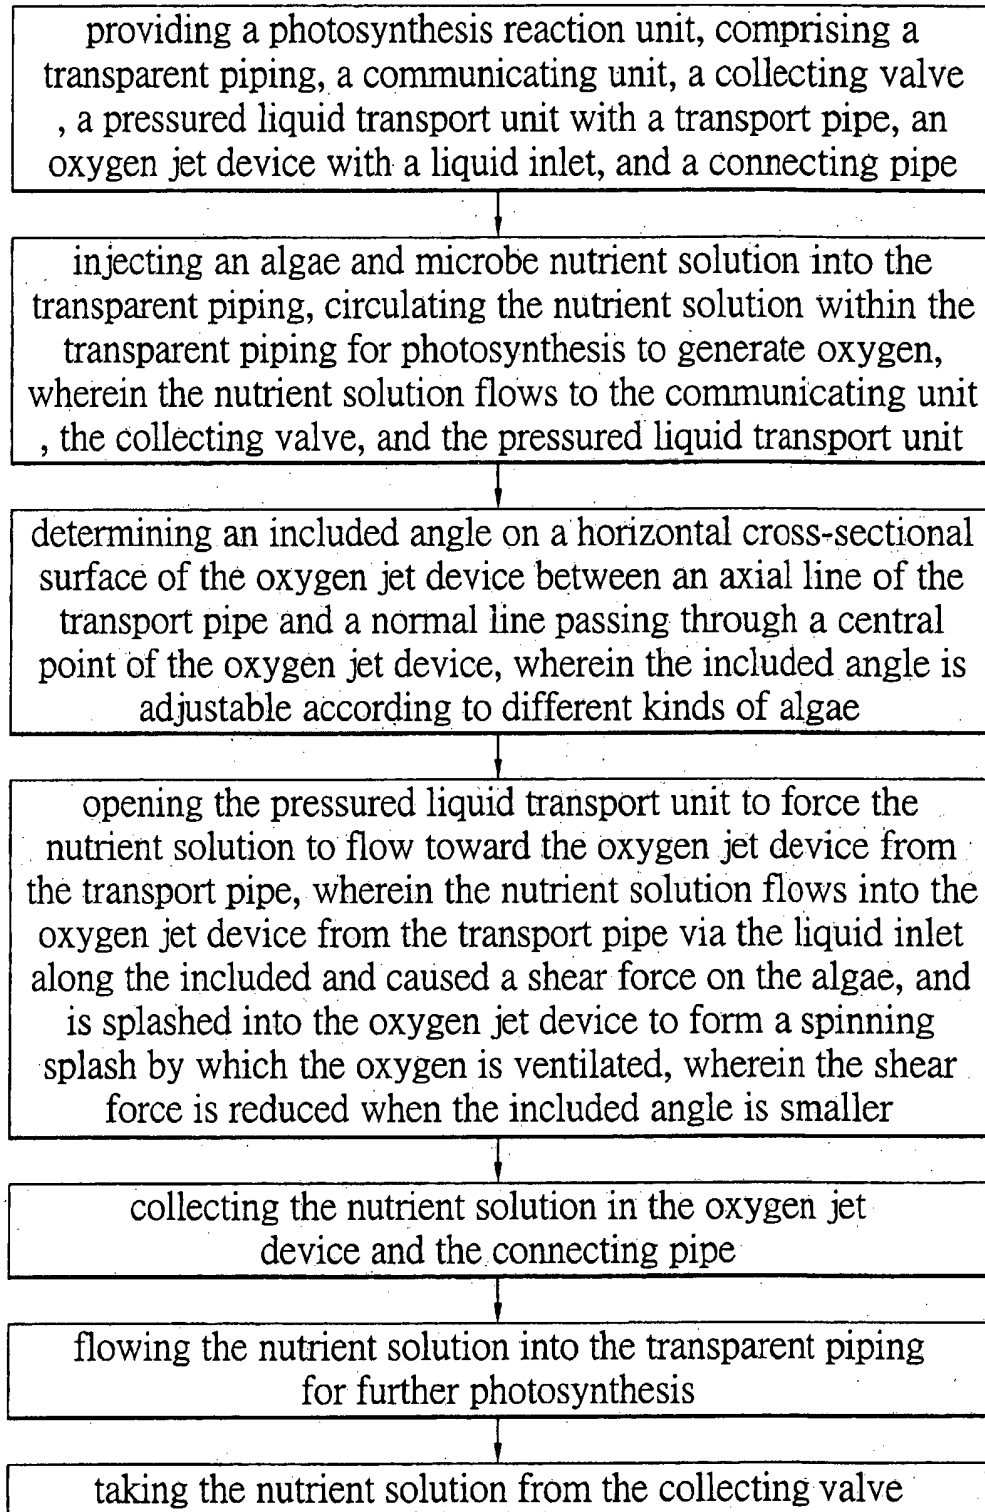 providing a photosynthesis reaction unit, comprising a
transparent piping, a communicating unit, a collecting valve
, a pressured liquid transport unit with a transport pipe, an
oxygen jet device with a liquid inlet, and a connecting pipe
injecting an algae and microbe nutrient solution into the
transparent piping, circulating the nutrient solution within the
transparent piping for photosynthesis to generate oxygen,
wherein the nutrient solution flows to the communicating unit
, the collecting valve, and the pressured liquid transport unit
determining an included angle on a horizontal cross-sectional
surface of the oxygen jet device between an axial line of the
transport pipe and a normal line passing through a central
point of the oxygen jet device, wherein the included angle is
adjustable according to different kinds of algae
opening the pressured liquid transport unit to force the
nutrient solution to flow toward the oxygen jet device from
the transport pipe, wherein the nutrient solution flows into the
oxygen jet device from the transport pipe via the liquid inlet
along the included and caused a shear force on the algae, and
is splashed into the oxygen jet device to form a spinning
splash by which the oxygen is ventilated, wherein the shear
force is reduced when the included angle is smaller
collecting the nutrient solution in the oxygen jet
device and the connecting pipe
flowing the nutrient solution into the transparent piping
for further photosynthesis
taking the nutrient solution from the collecting valve